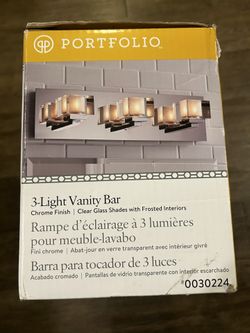 PORTFOLIO
3-Light Vanity Bar
Chrome Finish | Clear Glass Shades with Frosted Interiors
Rampe d'éclairage à 3 lumières
pour meuble-lavabo
Fini chrome | Abat-jour en verre transparent avec intérieur givré
Barra para tocador de 3 luces
Acabado cromado | Pantallas de vidrio transparente con interior escarchado
0030224